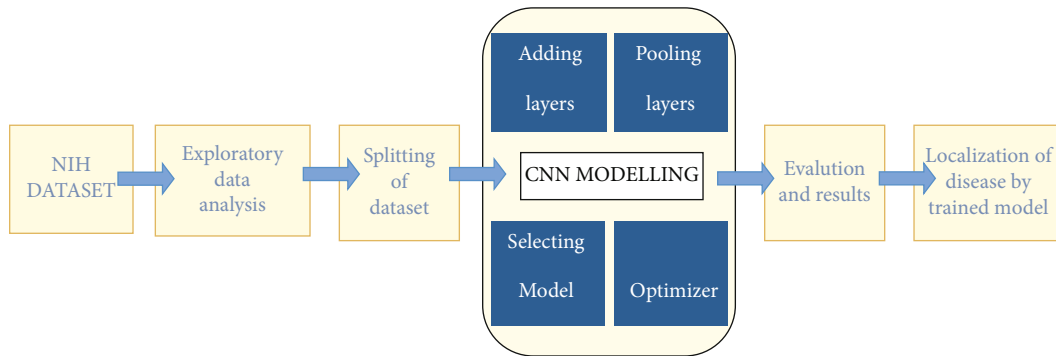 NIH
DATASET
Exploratory
data
analysis
Splitting
of
dataset
Adding
layers
Pooling
layers
CNN MODELLING
Selecting
Model
Optimizer
Evalution
and results
Localization of
disease by
trained model